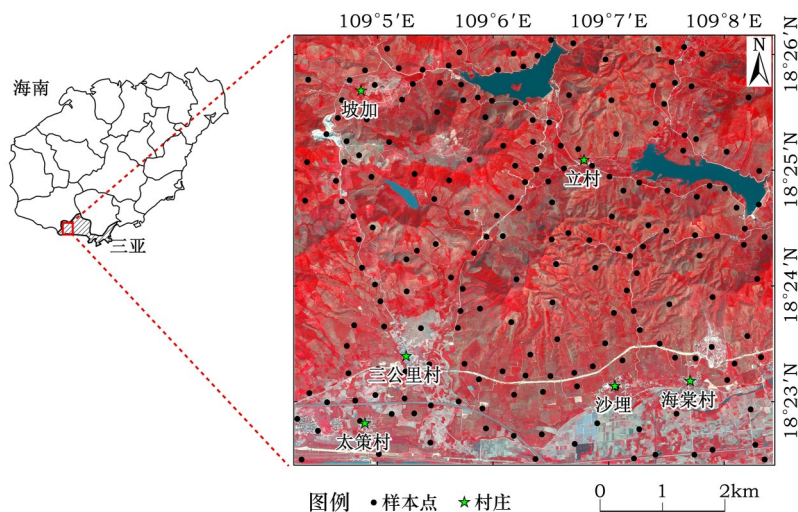 109°5′E 109°6′E 109°7′E 109°8′E
N
18°26′N
18°25′N
18°24′N
18°23′N
海南
三亚
坡加
立村
三公里村
沙埋
海棠村
太策村
图例 样本点 村庄
0 1 2km